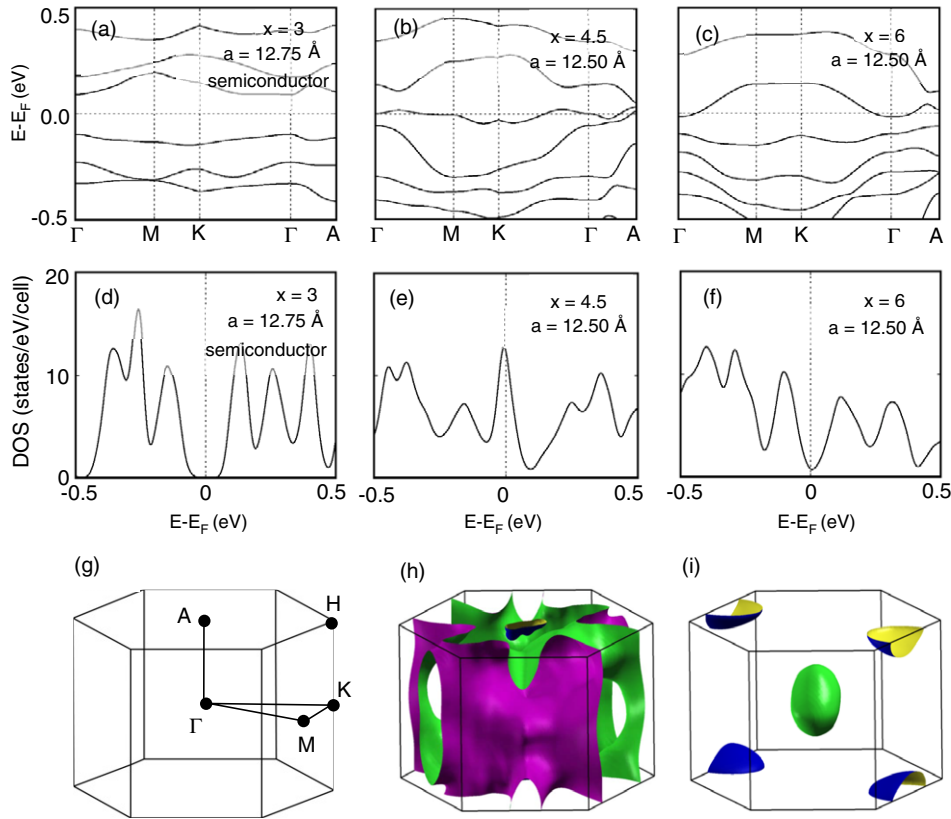 (a)
x = 3
a = 12.75 Å
semiconductor
(b)
x = 4.5
a = 12.50 Å
(c)
x = 6
a = 12.50 Å
E-E_F (eV)
0.5
0.0
-0.5
Γ M K Γ A
Γ M K Γ A
Γ M K Γ A
(d)
x = 3
a = 12.75 Å
semiconductor
(e)
x = 4.5
a = 12.50 Å
(f)
x = 6
a = 12.50 Å
DOS (states/eV/cell)
20
10
0
-0.5 0 0.5
-0.5 0 0.5
-0.5 0 0.5
E-E_F (eV)
E-E_F (eV)
E-E_F (eV)
(g)
A
H
Γ
K
M
(h)
(i)